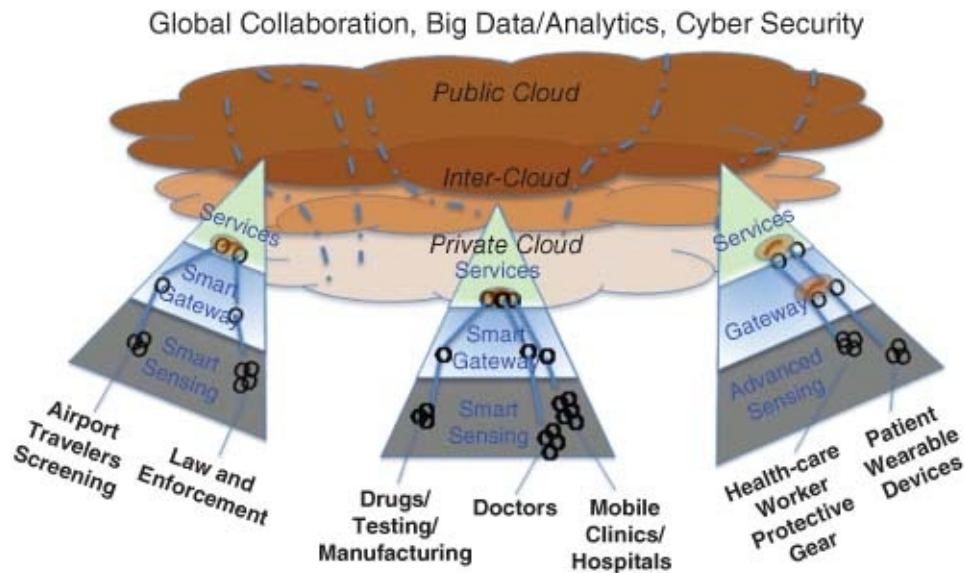 Global Collaboration, Big Data/Analytics, Cyber Security
Public Cloud
Inter-Cloud
Private Cloud
Services
Smart
Gateway
Smart
Sensing
Airport
Travelers
Screening
Law and
Enforcement
Services
Smart
Gateway
Smart
Sensing
Drugs/
Testing/
Manufacturing
Doctors
Mobile
Clinics/
Hospitals
Services
Gateway
Advanced
Sensing
Health-care
Worker
Protective
Gear
Patient
Wearable
Devices